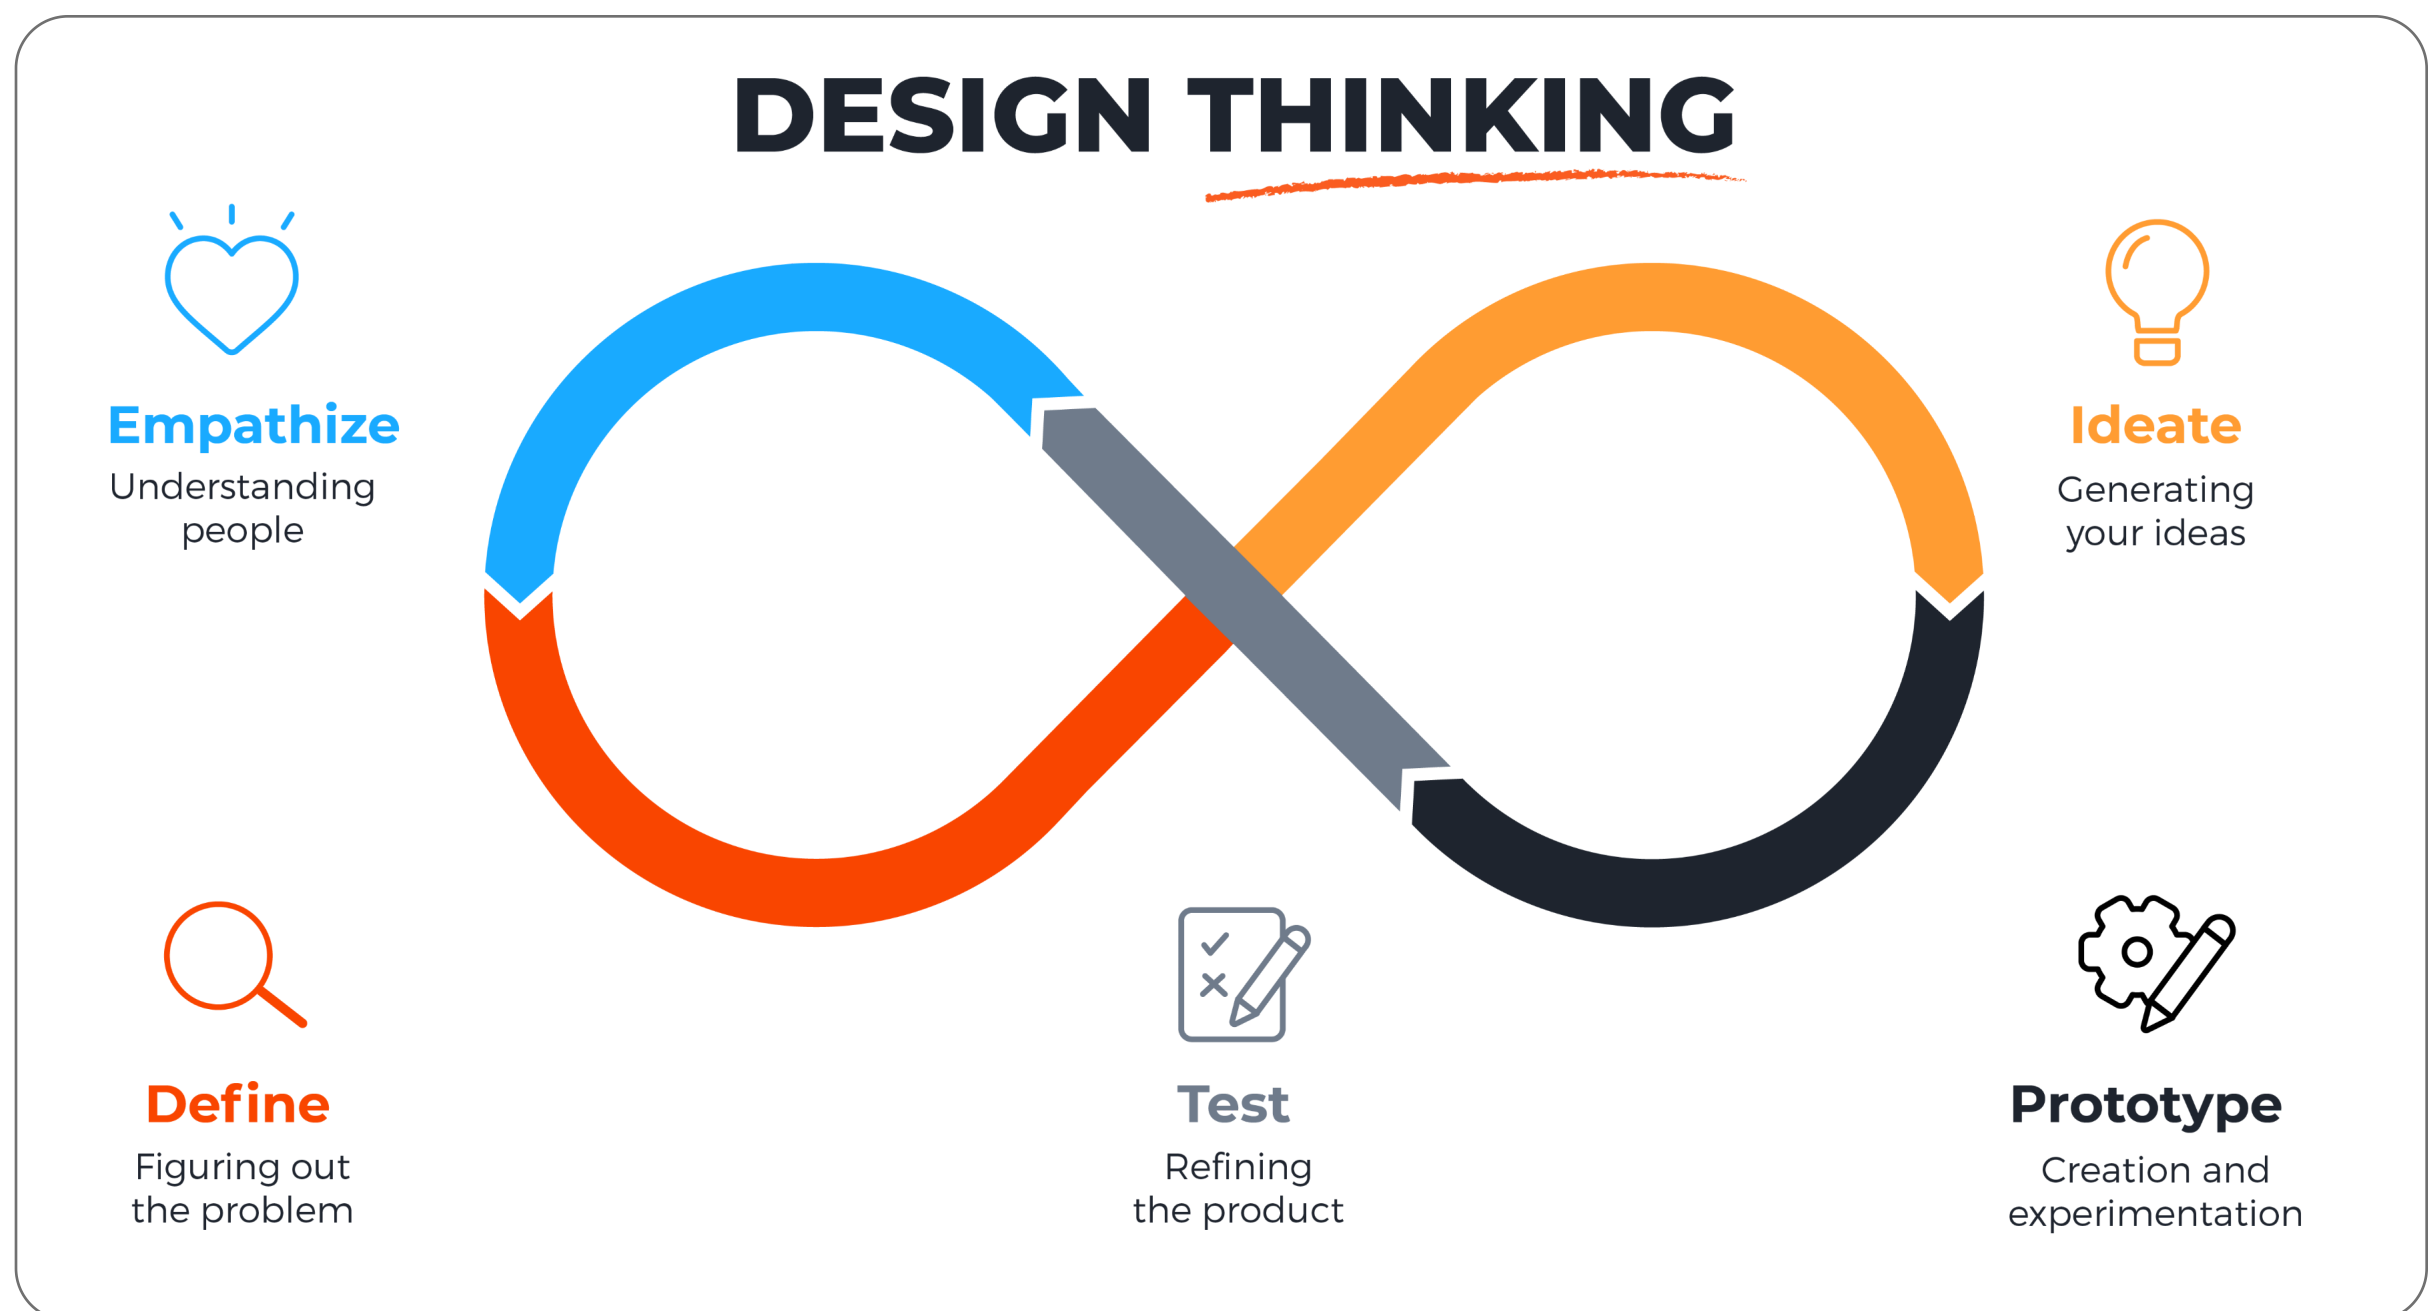 DESIGN THINKING
Empathize
Understanding
people
Ideate
Generating
your ideas
Define
Figuring out
the problem
Test
Refining
the product
Prototype
Creation and
experimentation